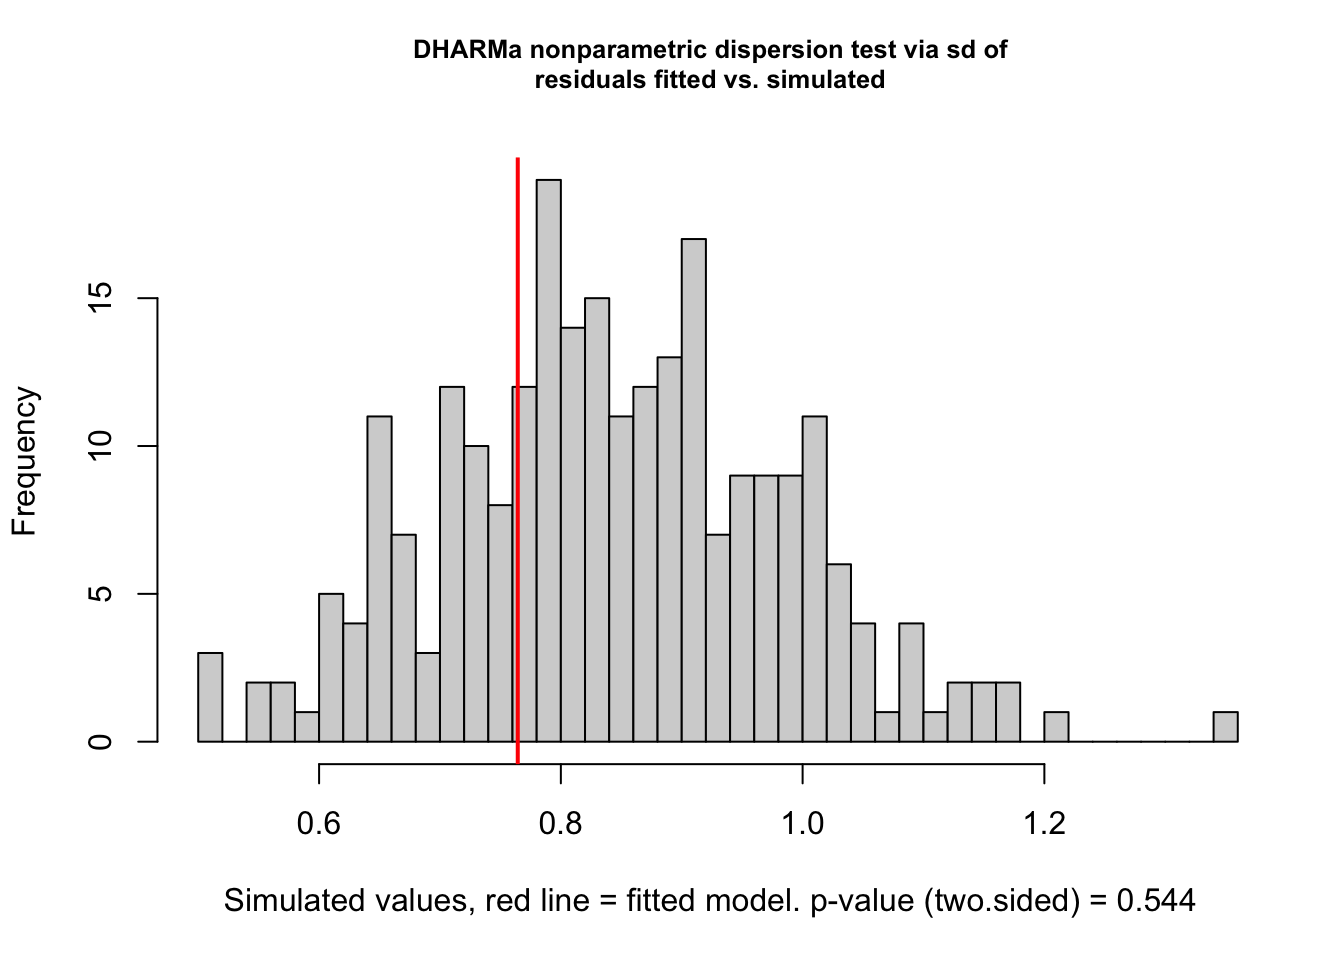 DHARMa nonparametric dispersion test via sd of
residuals fitted vs. simulated
Frequency
15
10
5
0
0.6 0.8 1.0 1.2
Simulated values, red line = fitted model. p-value (two.sided) = 0.544